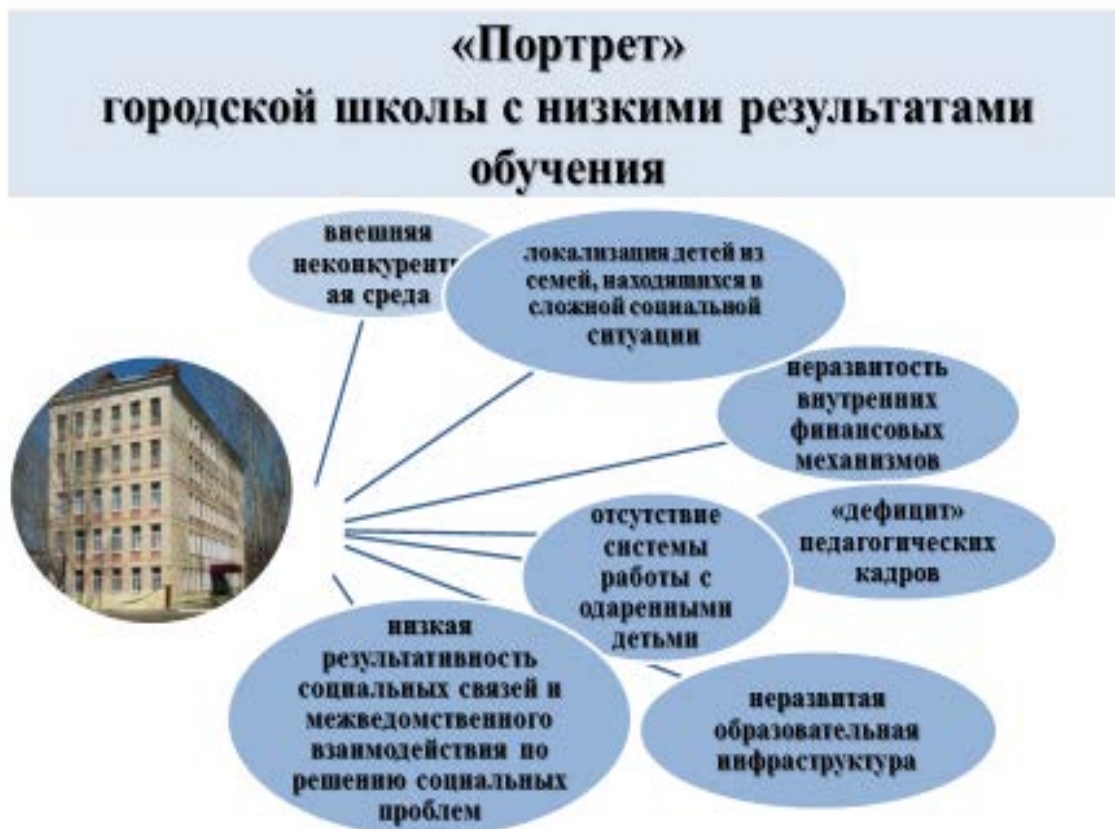 «Портрет»
городской школы с низкими результатами
обучения
внешняя
неконкурентн
ая среда
локализация детей из
семей, находящихся в
сложной социальной
ситуации
неразвитость
внутренних
финансовых
механизмов
«дефицит»
педагогических
кадров
отсутствие
системы
работы с
одаренными
детьми
неразвитая
образовательная
инфраструктура
низкая
результативность
социальных связей и
межведомственного
взаимодействия по
решению социальных
проблем